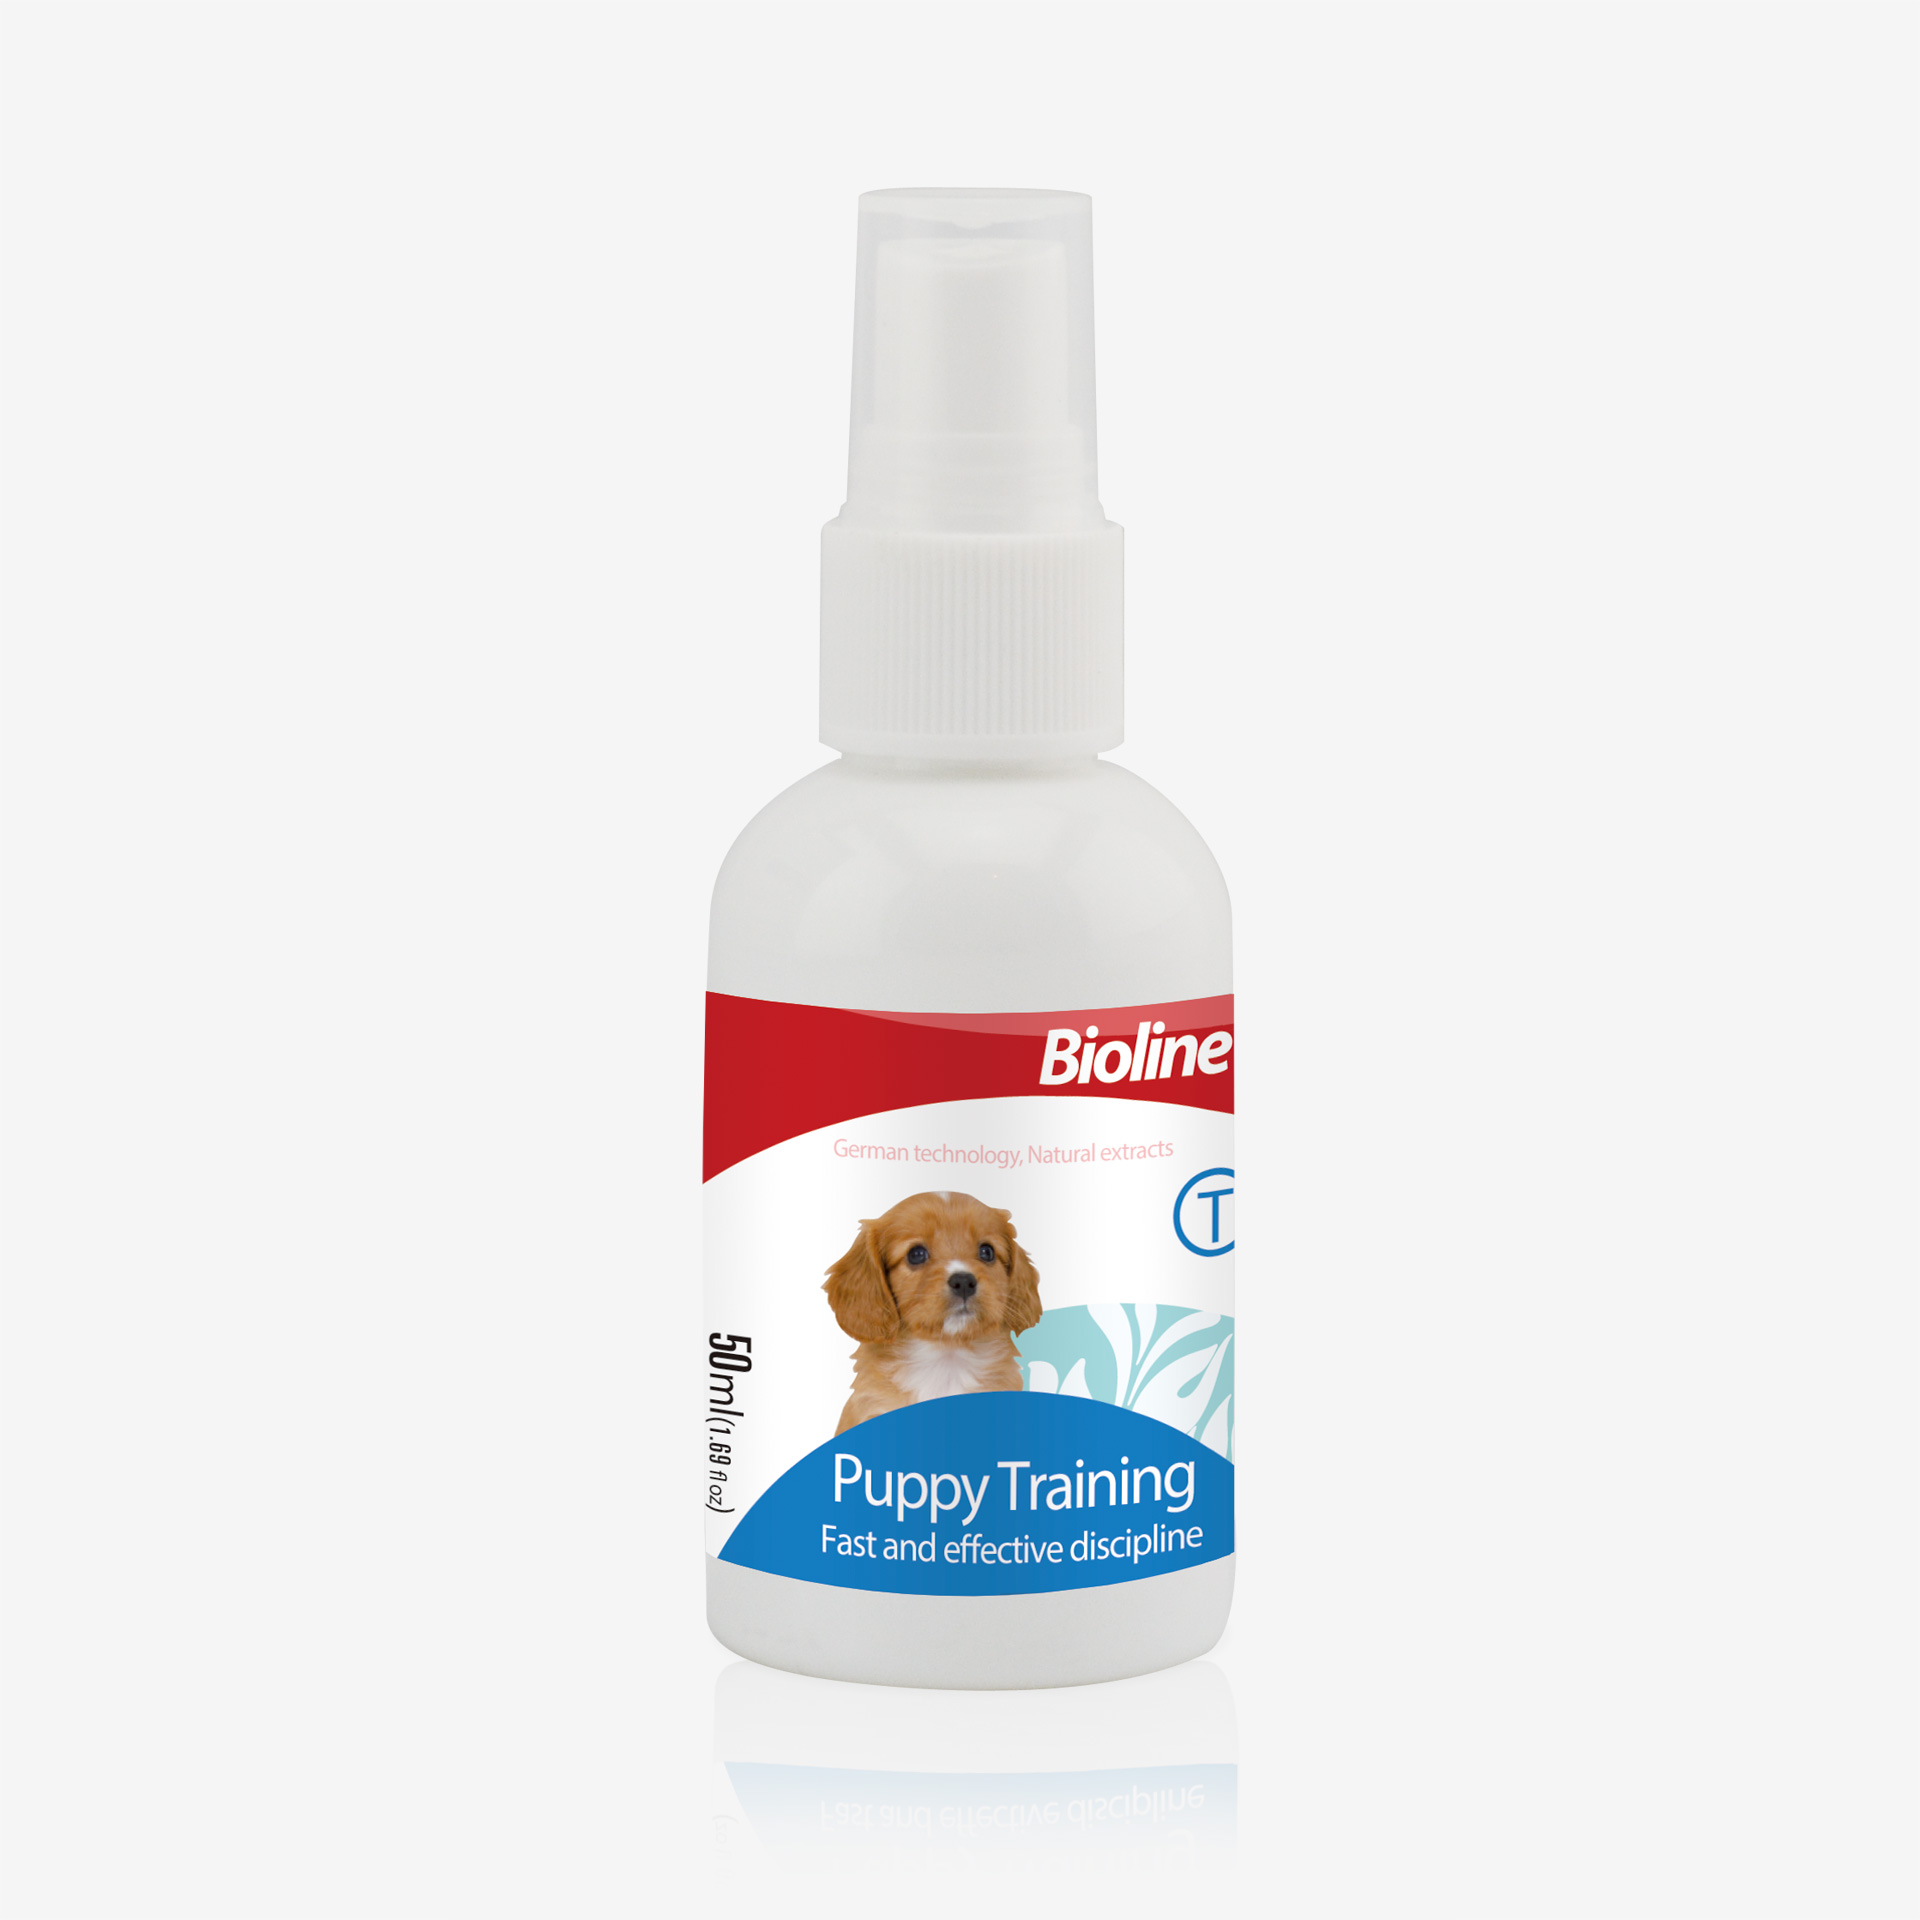 Bioline
German technology, Natural extracts
T
50ml(1.69 fl oz)
Puppy Training
Fast and effective discipline